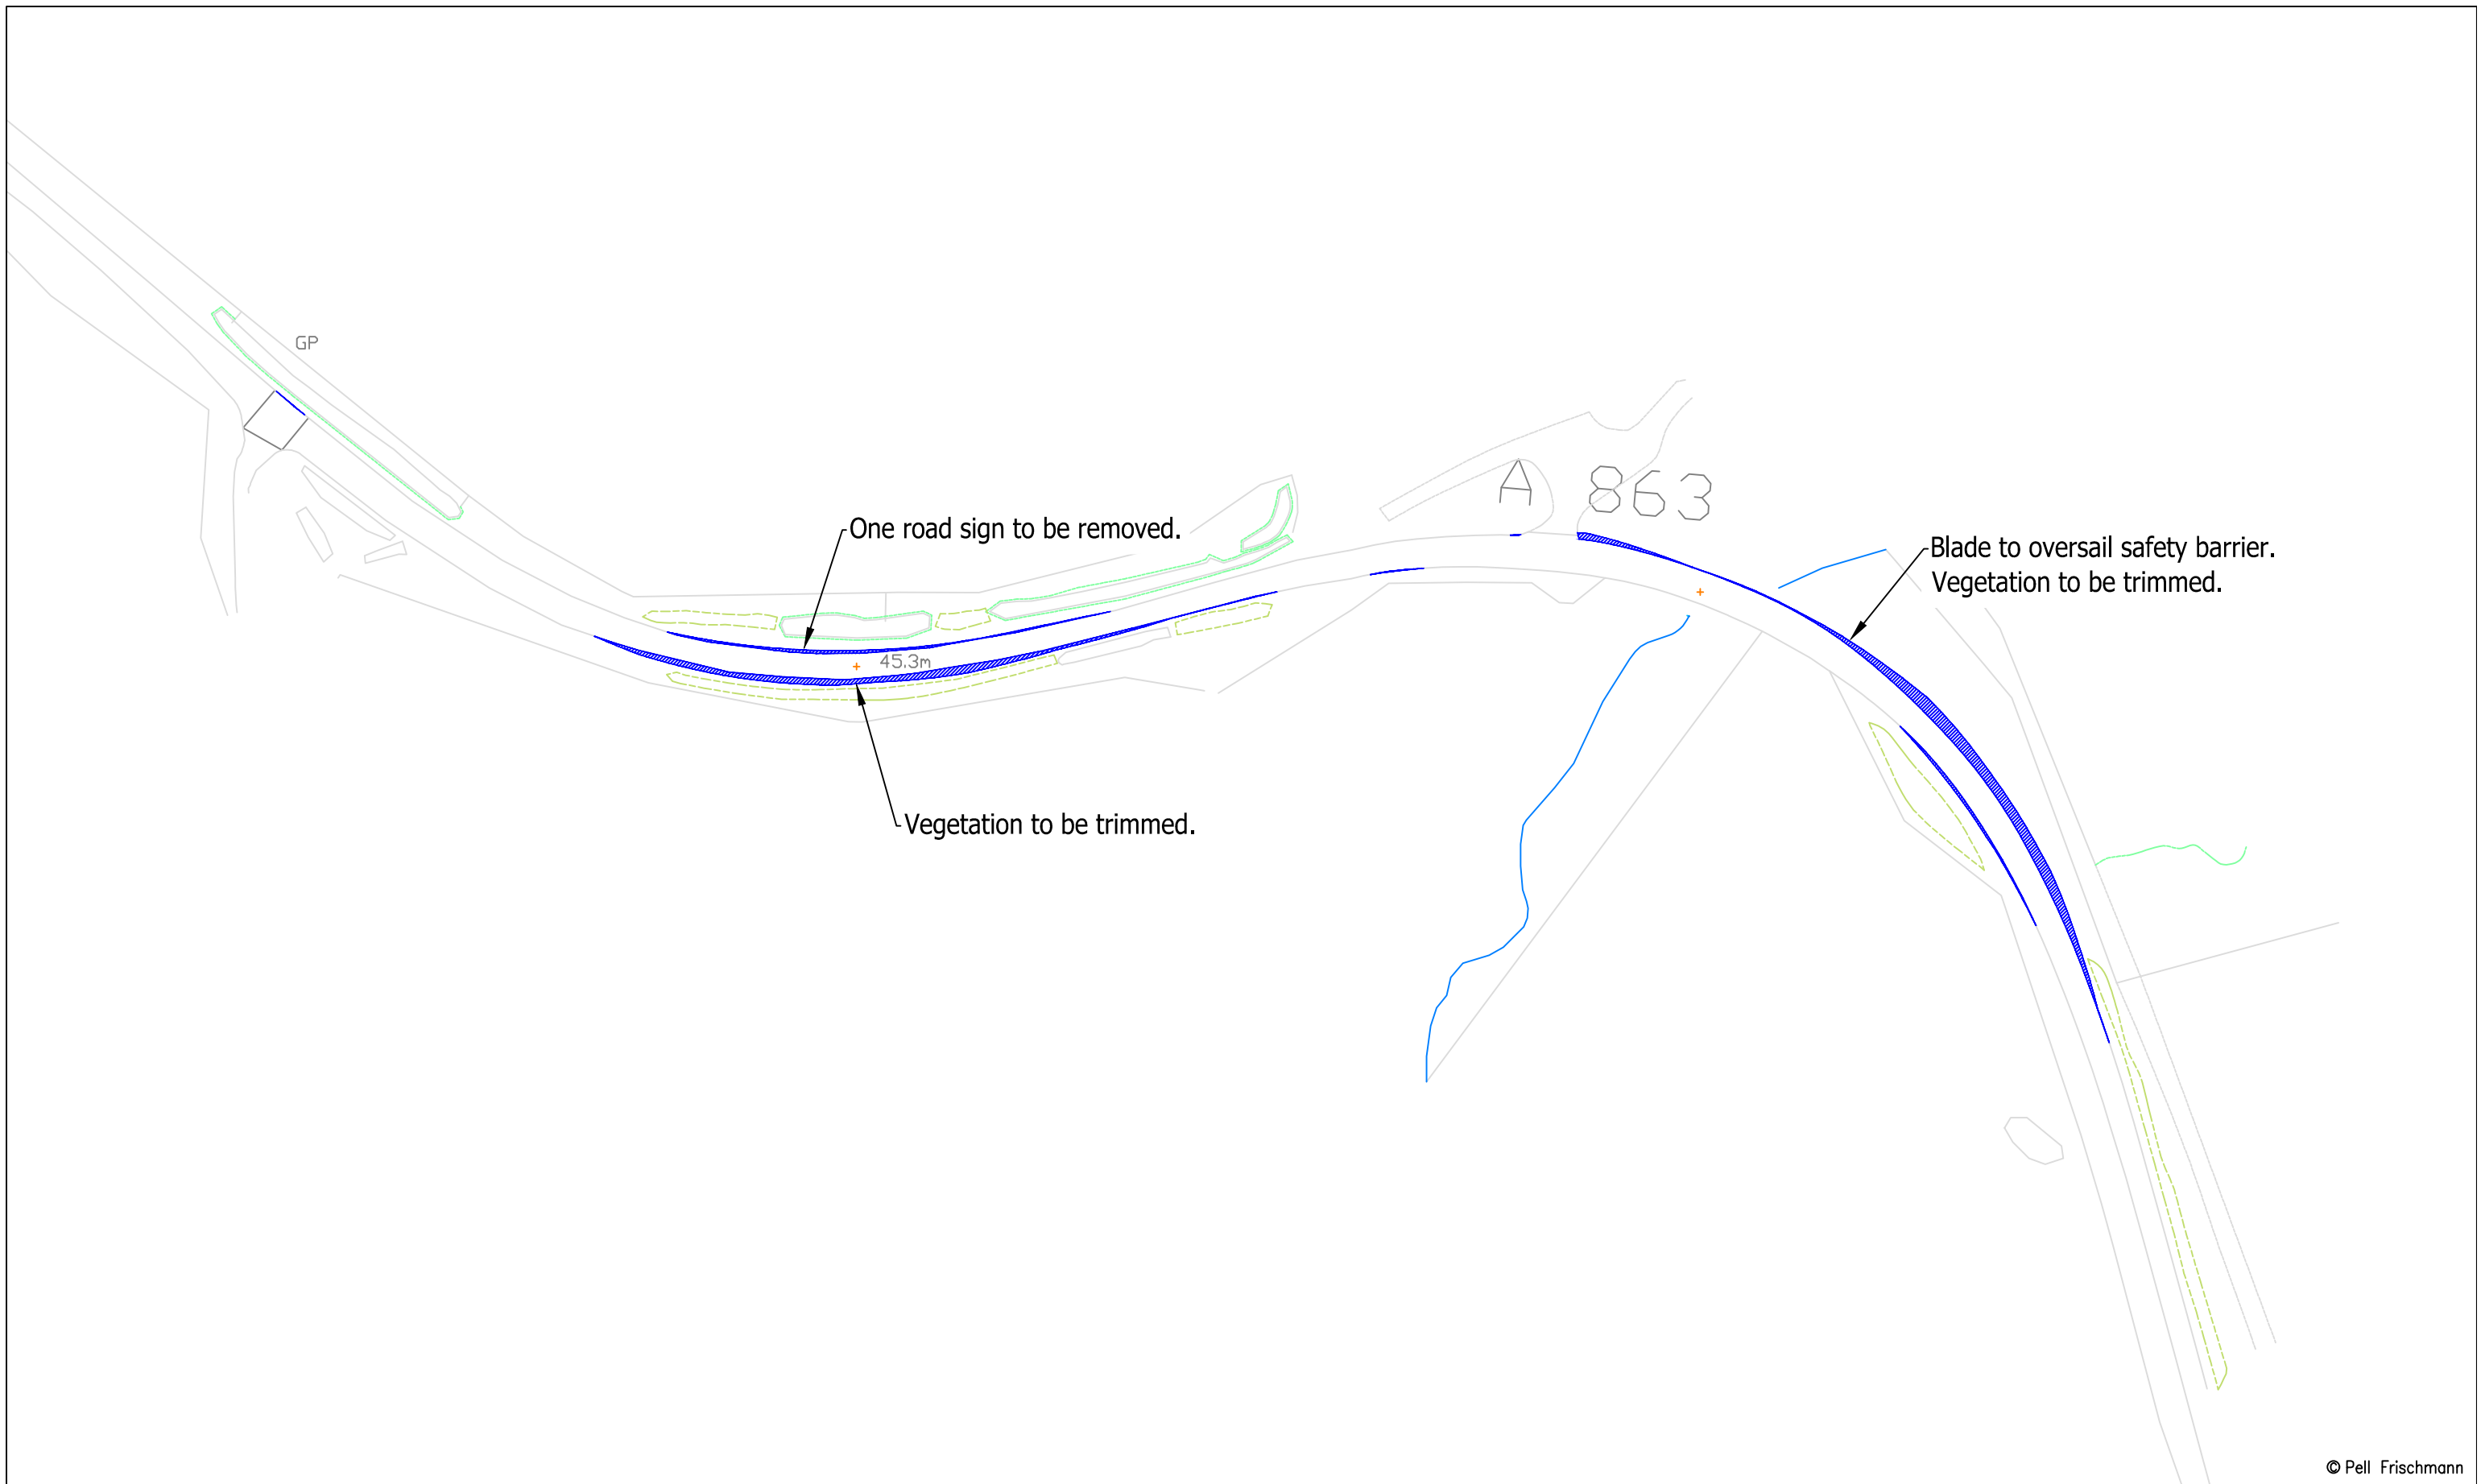 GP
A 863
One road sign to be removed.
Blade to oversail safety barrier.
Vegetation to be trimmed.
45.3m
Vegetation to be trimmed.
© Pell Frischmann